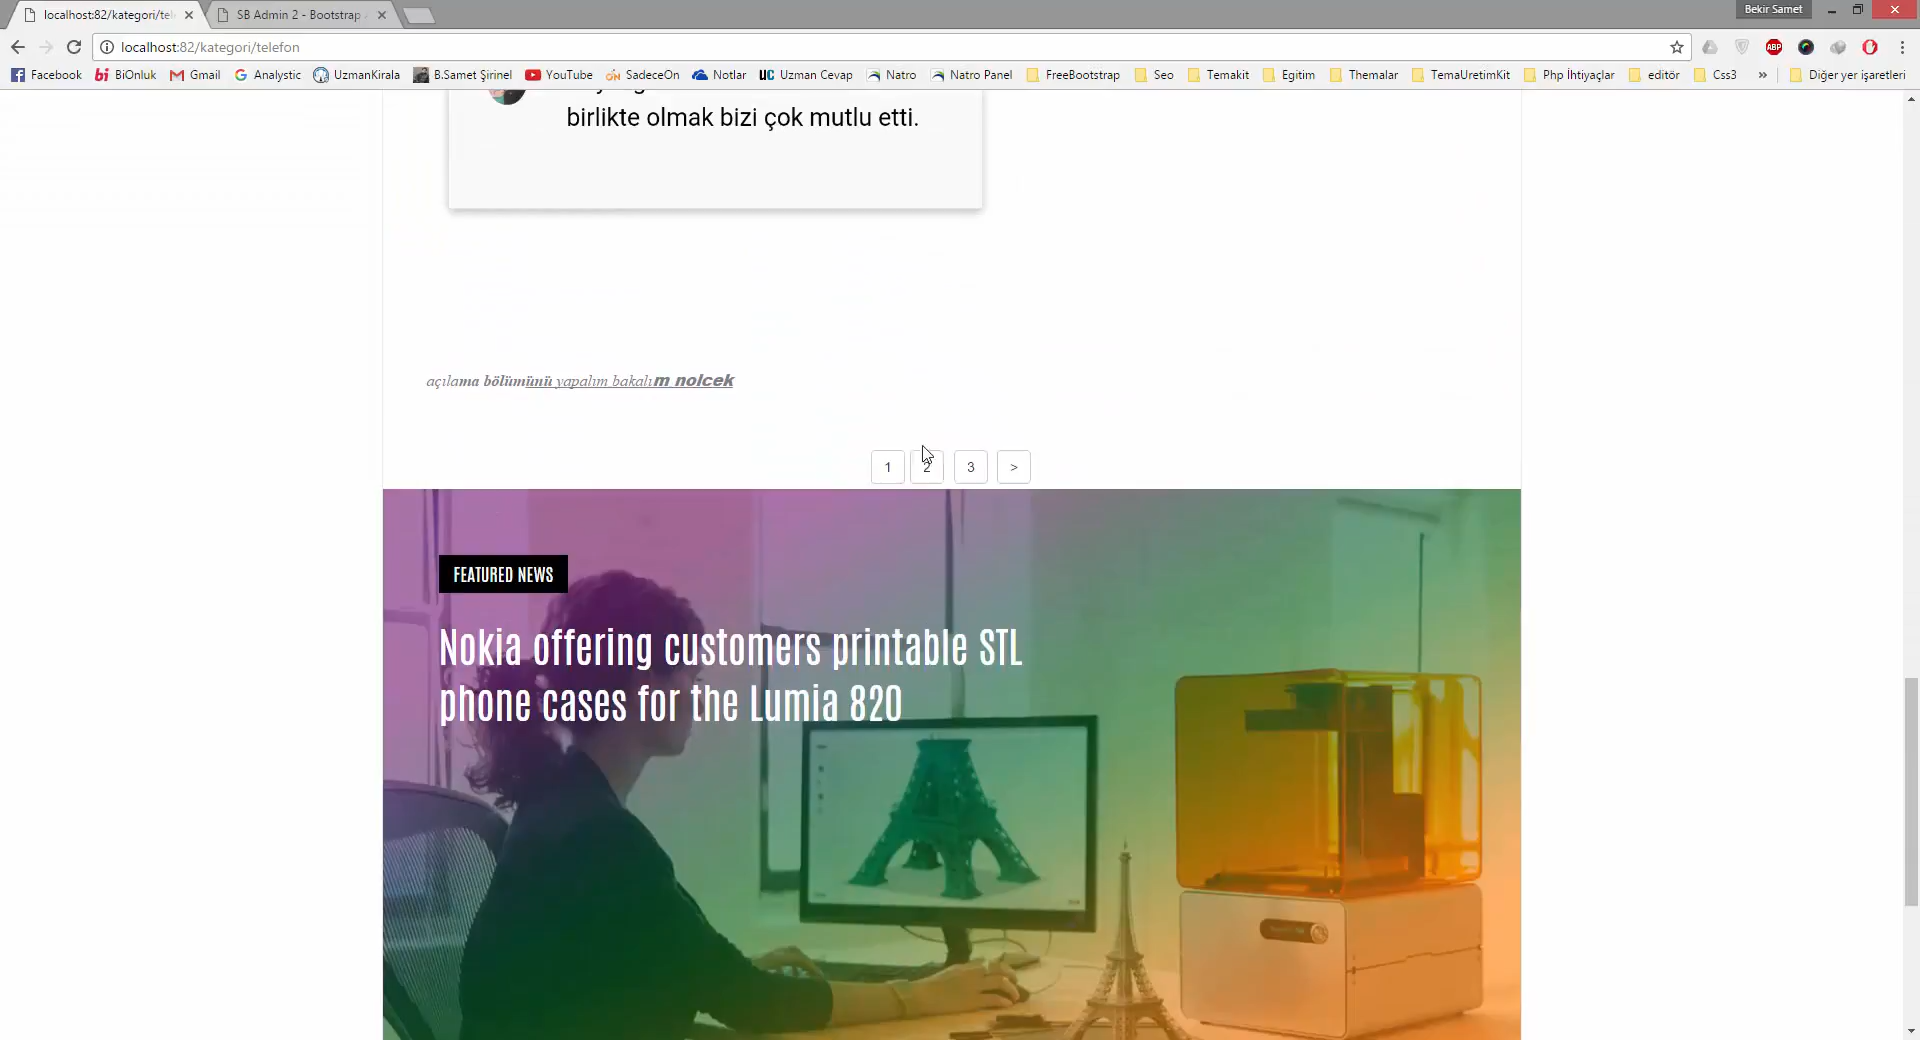 localhost:82/kategori/tel
SB Admin 2 - Bootstrap
Bekir Samet
localhost:82/kategori/telefon
ABP
Facebook
BiOnluk
Gmail
Analystic
UzmanKirala
B.Samet Şirinel
YouTube
SadeceOn
Notlar
Uzman Cevap
Natro
Natro Panel
FreeBootstrap
Seo
Temakit
Egitim
Themalar
TemaUretimKit
Php İhtiyaçlar
editör
Css3
»
Diğer yer işaretleri
birlikte olmak bizi çok mutlu etti.
açılama bölümünü yapalım bakalım nolcek
1 2 3 >
FEATURED NEWS
Nokia offering customers printable STL
phone cases for the Lumia 820